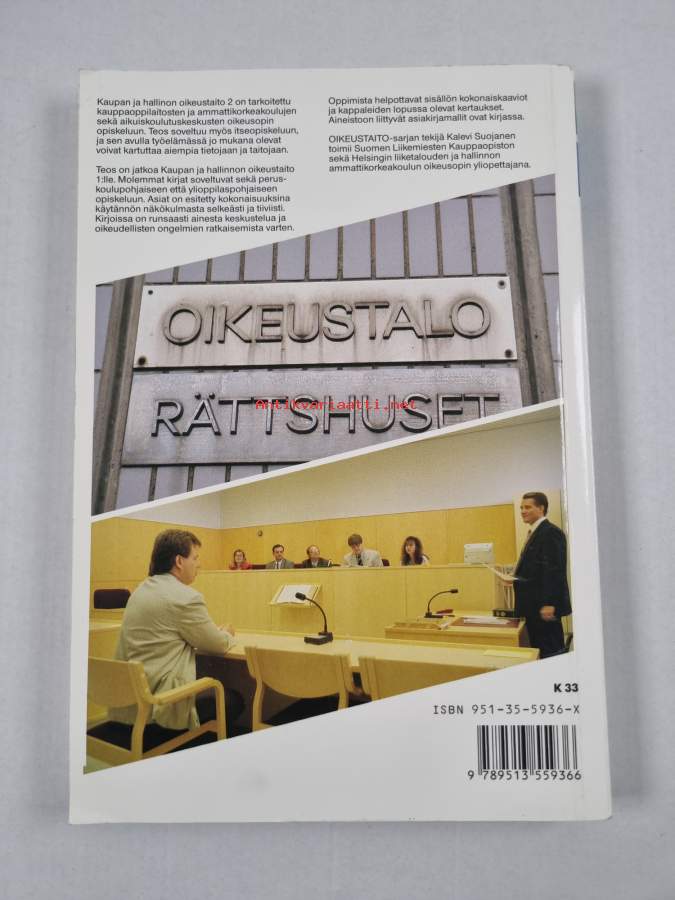 Kaupan ja hallinnon oikeustaito 2 on tarkoitettu
kauppaoppilaitosten ja ammattikorkeakoulujen
sekä aikuiskoulutuskeskusten oikeusopin
opiskeluun. Teos soveltuu myös itseopiskeluun,
ja sen avulla työelämässä jo mukana olevat
voivat kartuttaa aiempia tietojaan ja taitojaan.
Teos on jatkoa Kaupan ja hallinnon oikeustaito
1:lle. Molemmat kirjat soveltuvat sekä perus-
koulupohjaiseen että ylioppilaspohjaiseen
opiskeluun. Asiat on esitetty kokonaisuuksina
käytännön näkökulmasta selkeästi ja tiiviisti.
Kirjoissa on runsaasti ainesta keskustelua ja
oikeudellisten ongelmien ratkaisemista varten.
Oppimista helpottavat sisällön kokonaiskaaviot
ja kappaleiden lopussa olevat kertaukset.
Aineistoon liittyvät asiakirjamallit ovat kirjassa.
OIKEUSTAITO-sarjan tekijä Kalevi Suojanen
toimii Suomen Liikemiesten Kauppaopiston
sekä Helsingin liiketalouden ja hallinnon
ammattikorkeakoulun oikeusopin yliopettajana.
OIKEUSTALO
RÄTTSHUSET
Antikvariaatti.net
K 33
ISBN 951-35-5936-X
9 789513 559366